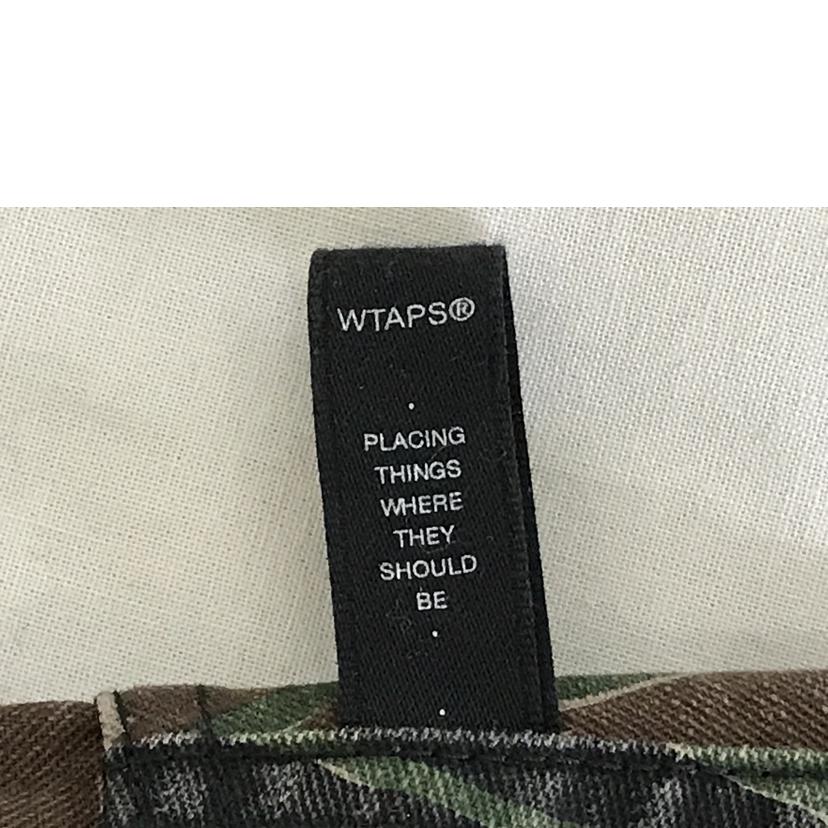 WTAPS®
PLACING
THINGS
WHERE
THEY
SHOULD
BE